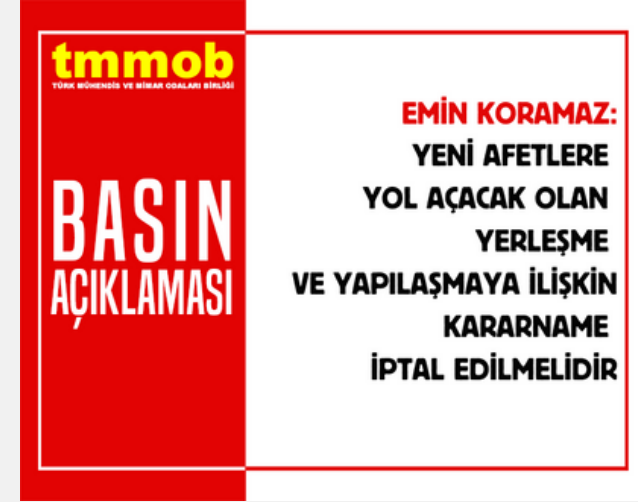 tmmob
TÜRK MÜHENDİS VE MİMAR ODALARI BİRLİĞİ
BASIN
AÇIKLAMASI
EMİN KORAMAZ:
YENİ AFETLERE
YOL AÇACAK OLAN
YERLEŞME
VE YAPILAŞMAYA İLİŞKİN
KARARNAME
İPTAL EDİLMELİDİR